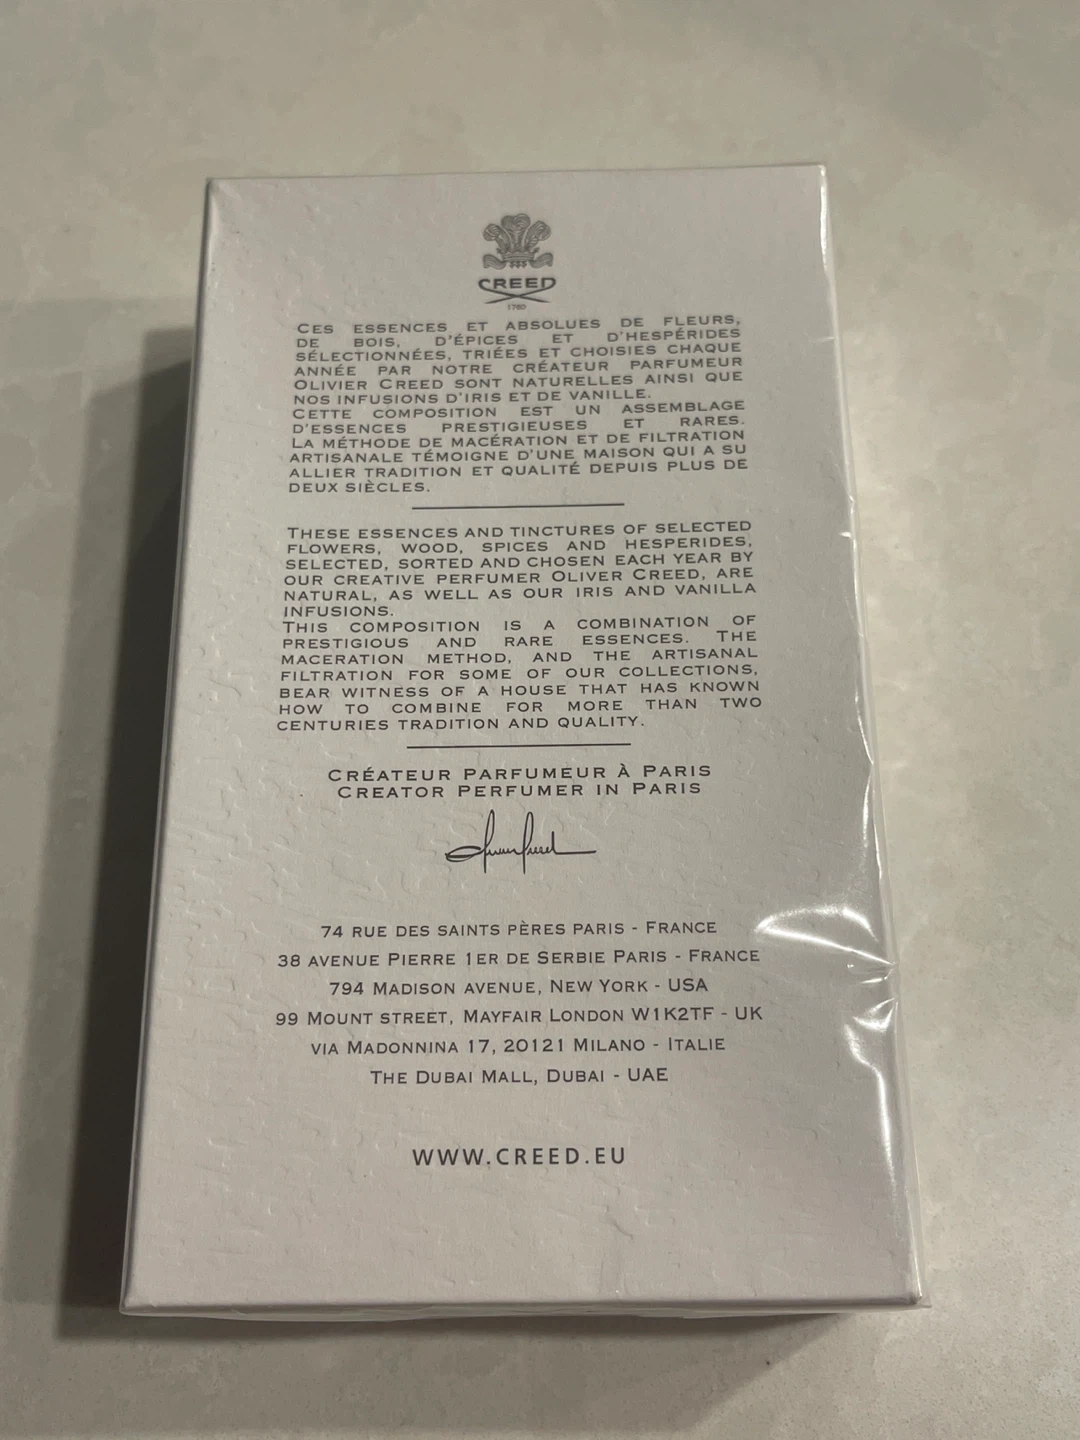 CREED
1760
CES ESSENCES ET ABSOLUES DE FLEURS,
DE BOIS, D'ÉPICES ET D'HESPÉRIDES
SÉLECTIONNÉES, TRIÉES ET CHOISIES CHAQUE
ANNÉE PAR NOTRE CRÉATEUR PARFUMEUR
OLIVIER CREED SONT NATURELLES AINSI QUE
NOS INFUSIONS D'IRIS ET DE VANILLE.
CETTE COMPOSITION EST UN ASSEMBLAGE
D'ESSENCES PRESTIGIEUSES ET RARES.
LA MÉTHODE DE MACÉRATION ET DE FILTRATION
ARTISANALE TÉMOIGNE D'UNE MAISON QUI A SU
ALLIER TRADITION ET QUALITÉ DEPUIS PLUS DE
DEUX SIÈCLES.
THESE ESSENCES AND TINCTURES OF SELECTED
FLOWERS, WOOD, SPICES AND HESPERIDES,
SELECTED, SORTED AND CHOSEN EACH YEAR BY
OUR CREATIVE PERFUMER OLIVER CREED, ARE
NATURAL, AS WELL AS OUR IRIS AND VANILLA
INFUSIONS.
THIS COMPOSITION IS A COMBINATION OF
PRESTIGIOUS AND RARE ESSENCES. THE
MACERATION METHOD, AND THE ARTISANAL
FILTRATION FOR SOME OF OUR COLLECTIONS,
BEAR WITNESS OF A HOUSE THAT HAS KNOWN
HOW TO COMBINE FOR MORE THAN TWO
CENTURIES TRADITION AND QUALITY.
CRÉATEUR PARFUMEUR À PARIS
CREATOR PERFUMER IN PARIS
74 RUE DES SAINTS PÈRES PARIS - FRANCE
38 AVENUE PIERRE 1ER DE SERBIE PARIS - FRANCE
794 MADISON AVENUE, NEW YORK - USA
99 MOUNT STREET, MAYFAIR LONDON W1K2TF - UK
VIA MADONNINA 17, 20121 MILANO - ITALIE
THE DUBAI MALL, DUBAI - UAE
WWW.CREED.EU